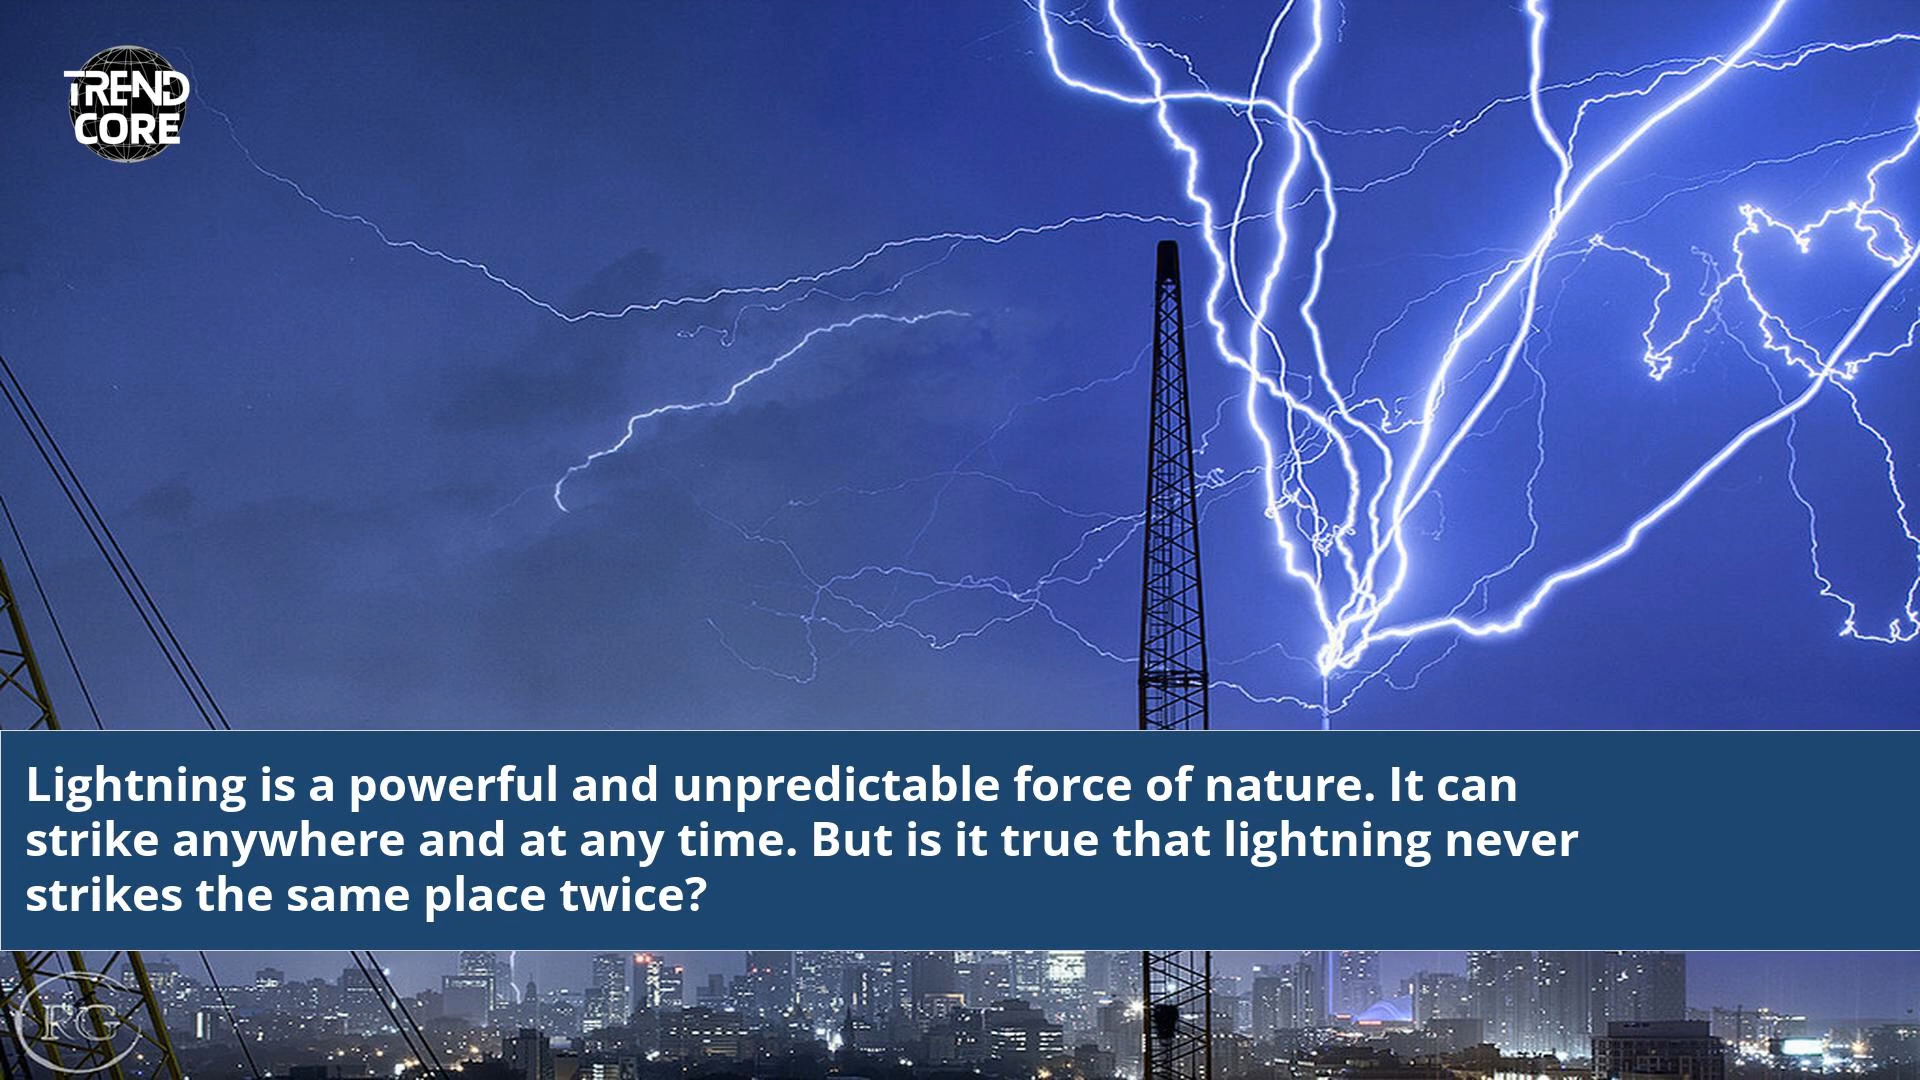 TREND
CORE
Lightning is a powerful and unpredictable force of nature. It can
strike anywhere and at any time. But is it true that lightning never
strikes the same place twice?
FG